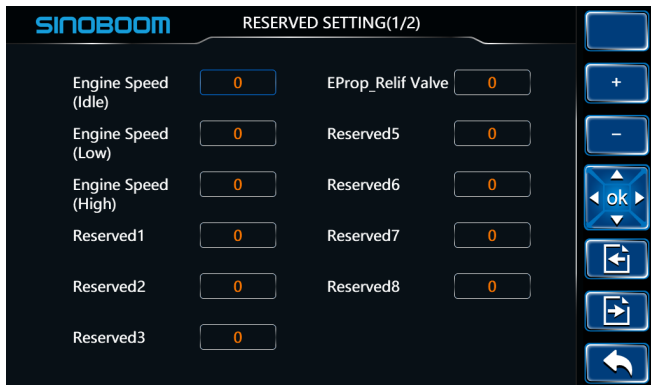 SINOBOOM
RESERVED SETTING(1/2)
Engine Speed 0 EProp_Relif Valve 0 +
(Idle)
Engine Speed 0 Reserved5 0 −
(Low)
Engine Speed 0 Reserved6 0 ok
(High)
Reserved1 0 Reserved7 0
Reserved2 0 Reserved8 0
Reserved3 0